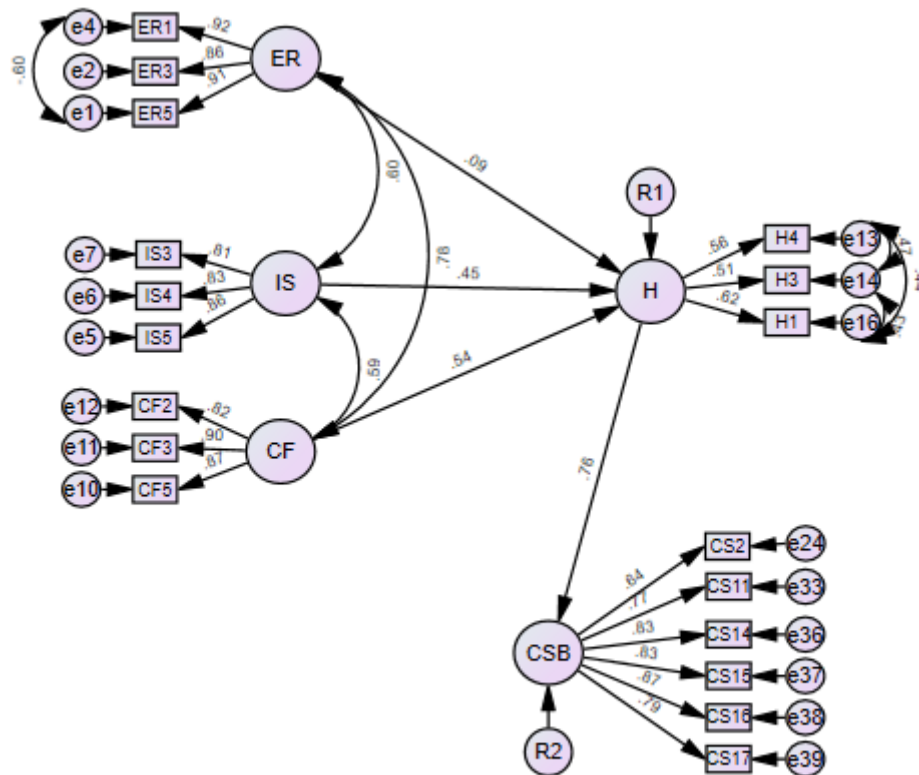 e4 ER1 .92 ER
e2 ER3 .86
e1 ER5 .91
-.60
.09
.60
.78
R1
e7 IS3 .81 IS
e6 IS4 .83
e5 IS5 .86
.45
H
.56 H4 e13 .47
.51 H3 e14
.62 H1 e16 .43
.59
.54
e12 CF2 .82 CF
e11 CF3 .90
e10 CF5 .87
.76
CSB
.64 CS2 e24
.77 CS11 e33
.83 CS14 e36
.83 CS15 e37
.87 CS16 e38
.79 CS17 e39
R2